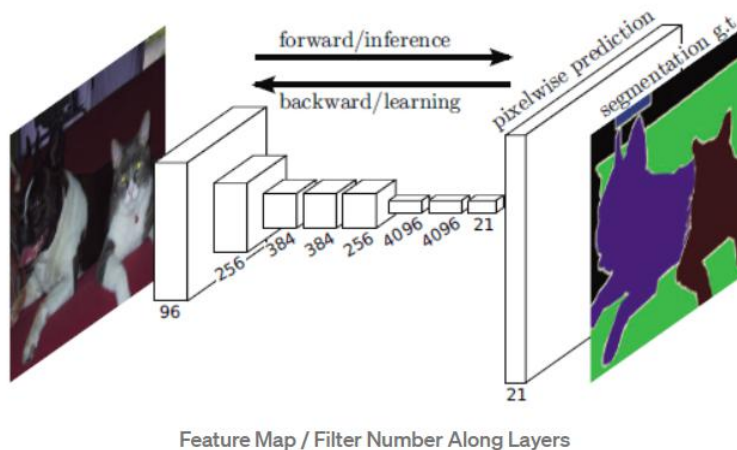 forward/inference
backward/learning
pixelwise prediction
segmentation g.t.
96
256
384
384
256
4096
4096
21
21
Feature Map / Filter Number Along Layers